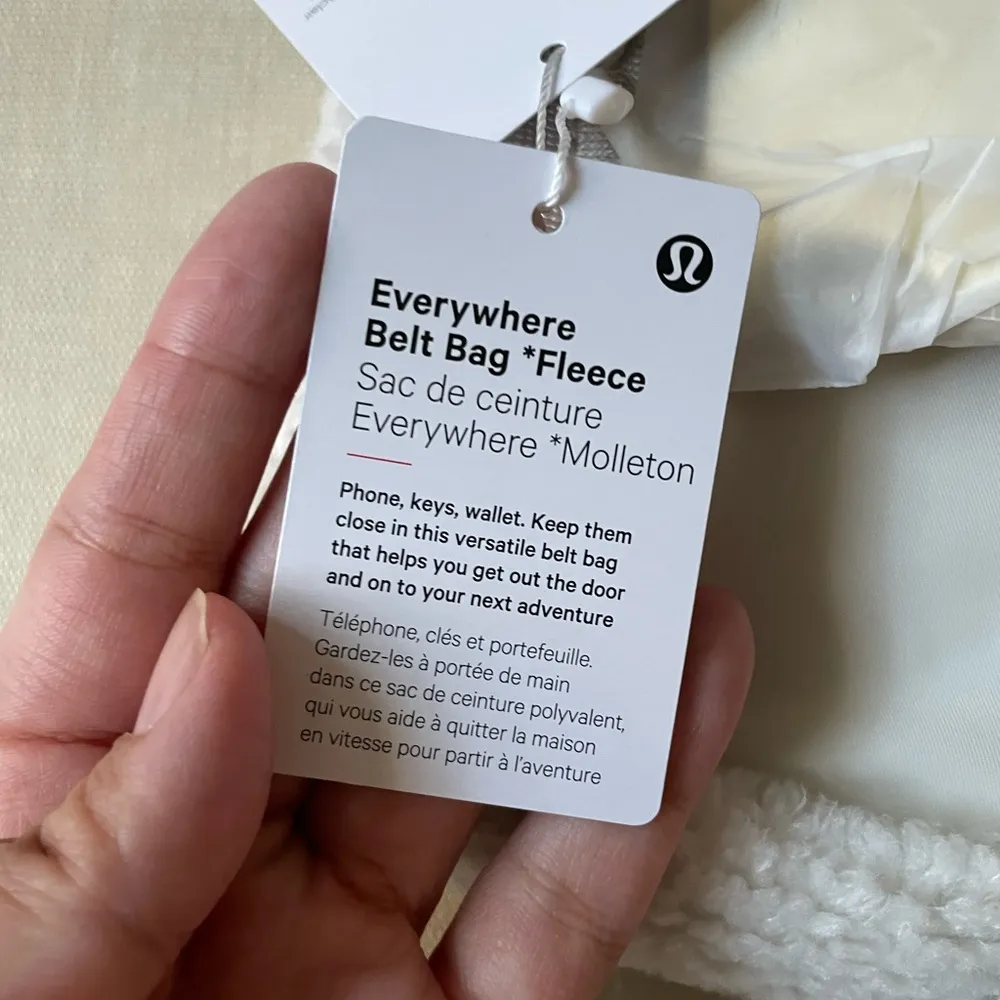 Everywhere
Belt Bag *Fleece
Sac de ceinture
Everywhere *Molleton
Phone, keys, wallet. Keep them
close in this versatile belt bag
that helps you get out the door
and on to your next adventure
Téléphone, clés et portefeuille.
Gardez-les à portée de main
dans ce sac de ceinture polyvalent,
qui vous aide à quitter la maison
en vitesse pour partir à l'aventure